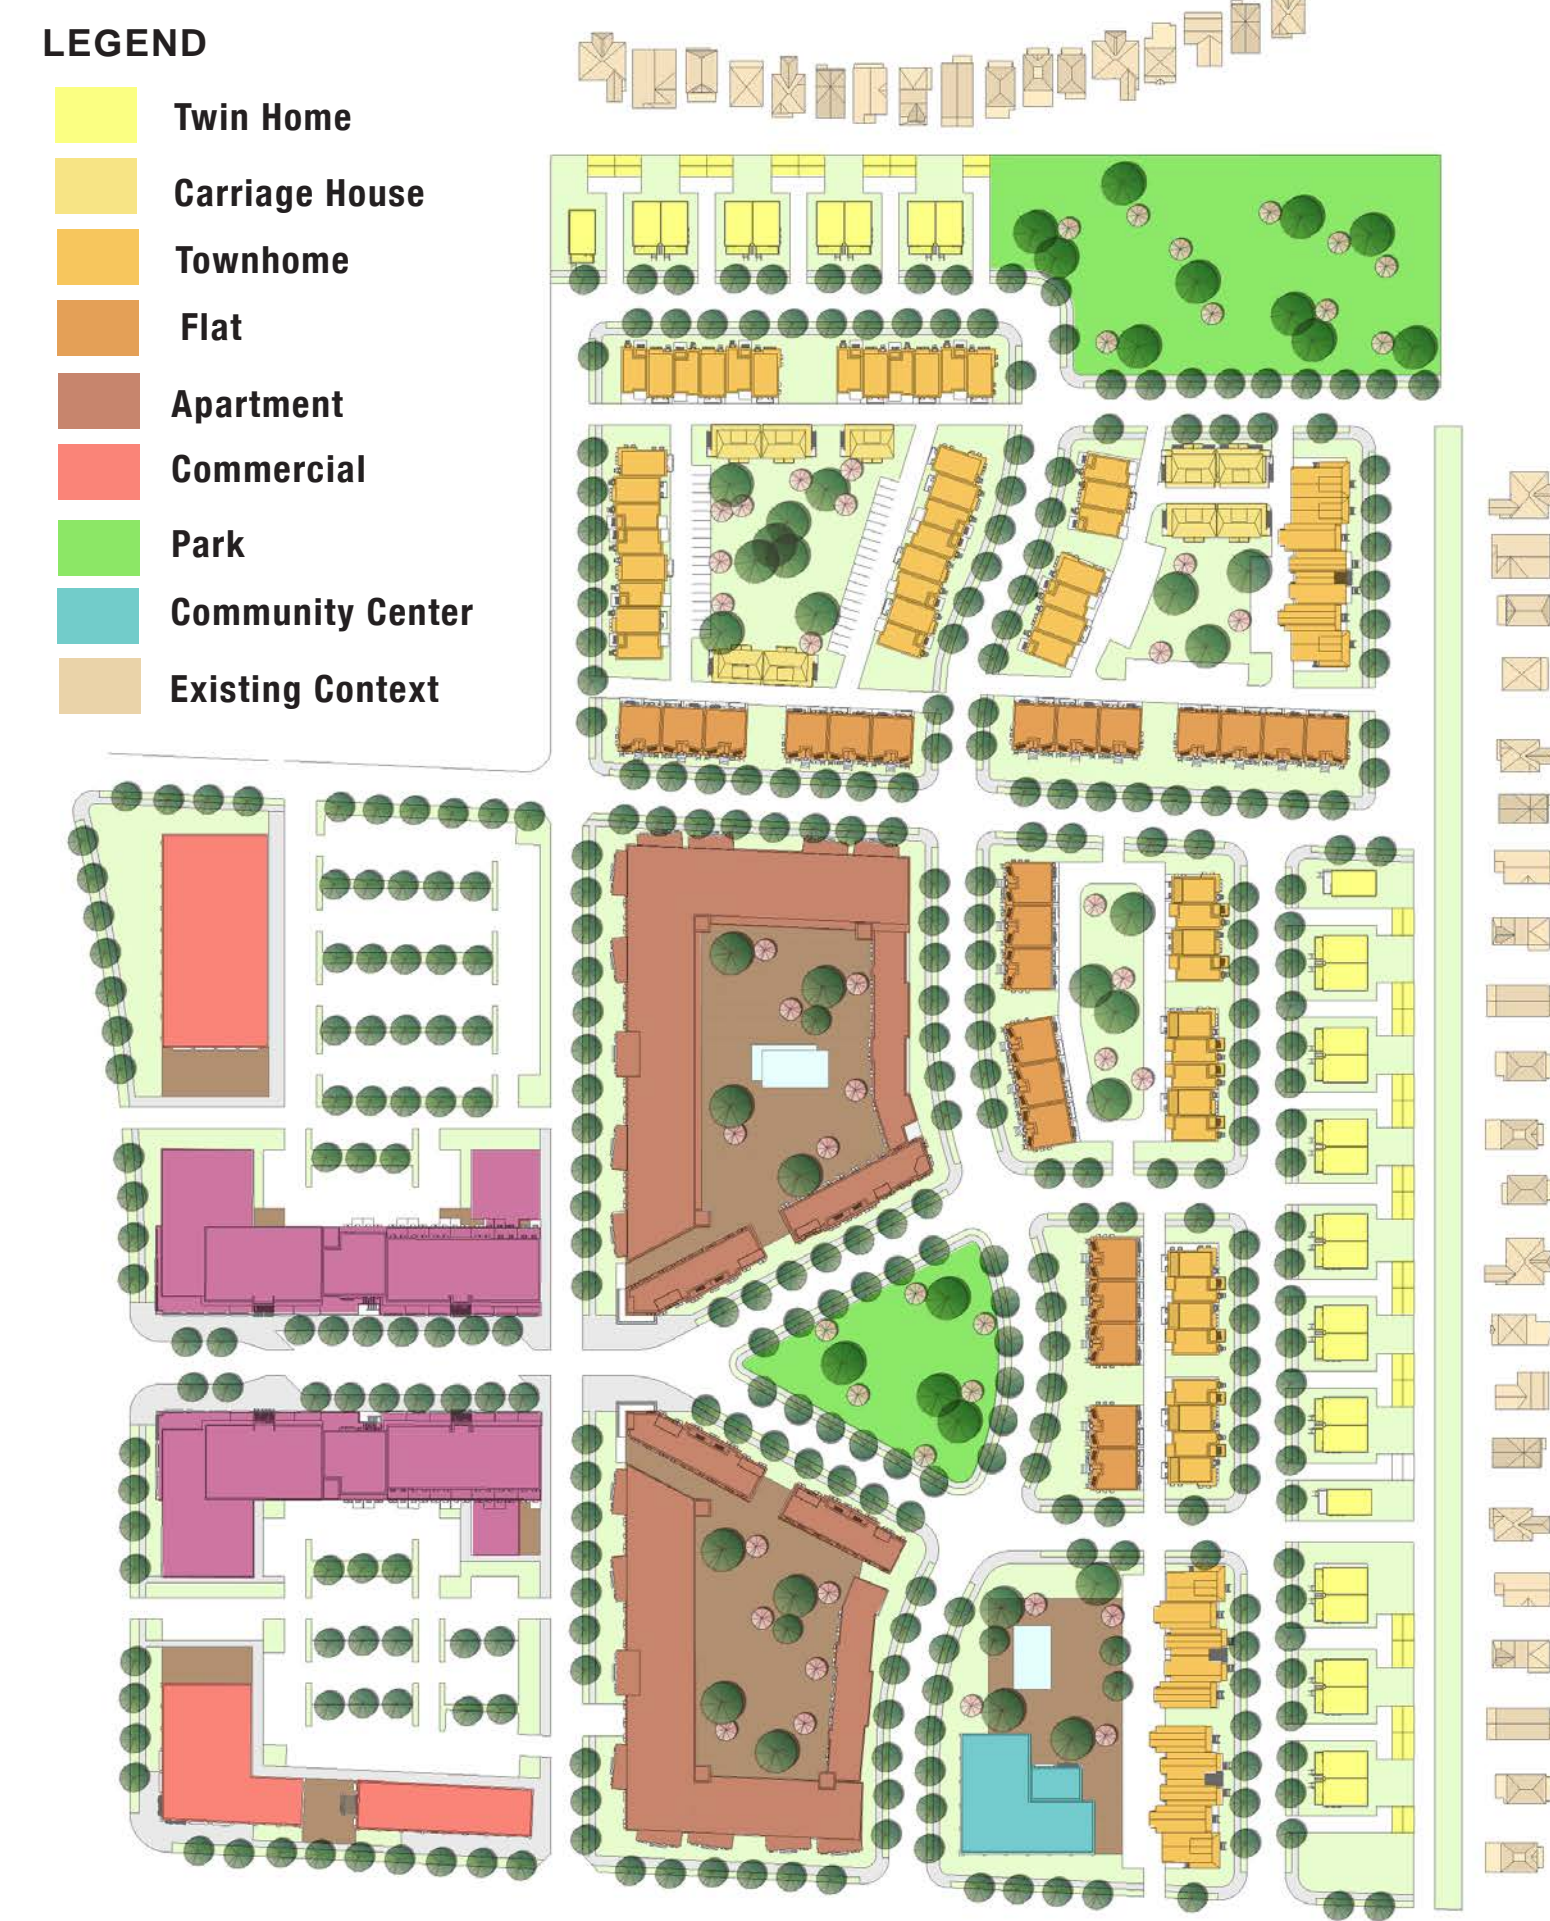 LEGEND
Twin Home
Carriage House
Townhome
Flat
Apartment
Commercial
Park
Community Center
Existing Context